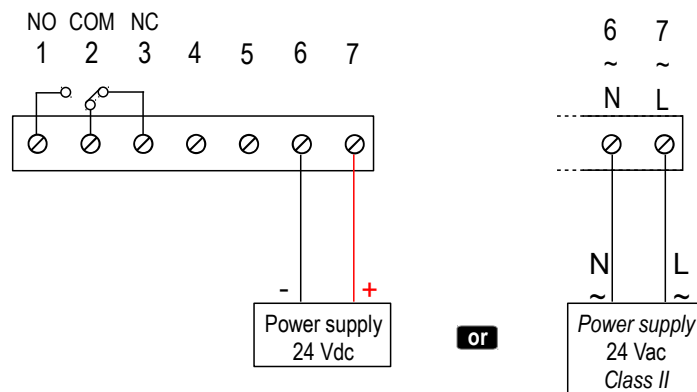 NO COM NC
1 2 3 4 5 6 7
- +
Power supply
24 Vdc
or
6 7
~ ~
N L
N L
~ ~
Power supply
24 Vac
Class II